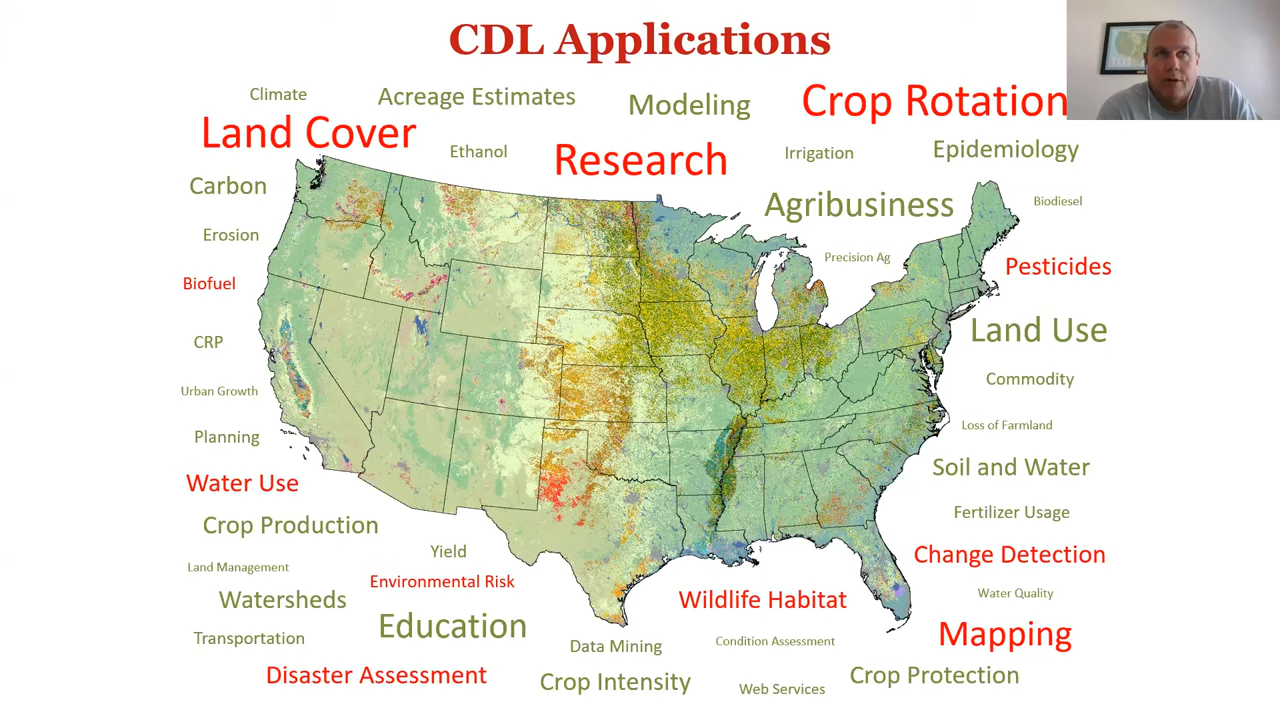 CDL Applications
Climate
Acreage Estimates
Modeling
Crop Rotation
Land Cover
Ethanol
Research
Irrigation
Epidemiology
Carbon
Agribusiness
Biodiesel
Erosion
Precision Ag
Pesticides
Biofuel
Land Use
CRP
Commodity
Urban Growth
Loss of Farmland
Planning
Soil and Water
Water Use
Fertilizer Usage
Crop Production
Yield
Change Detection
Land Management
Environmental Risk
Water Quality
Watersheds
Wildlife Habitat
Education
Mapping
Transportation
Data Mining
Condition Assessment
Disaster Assessment
Crop Intensity
Web Services
Crop Protection